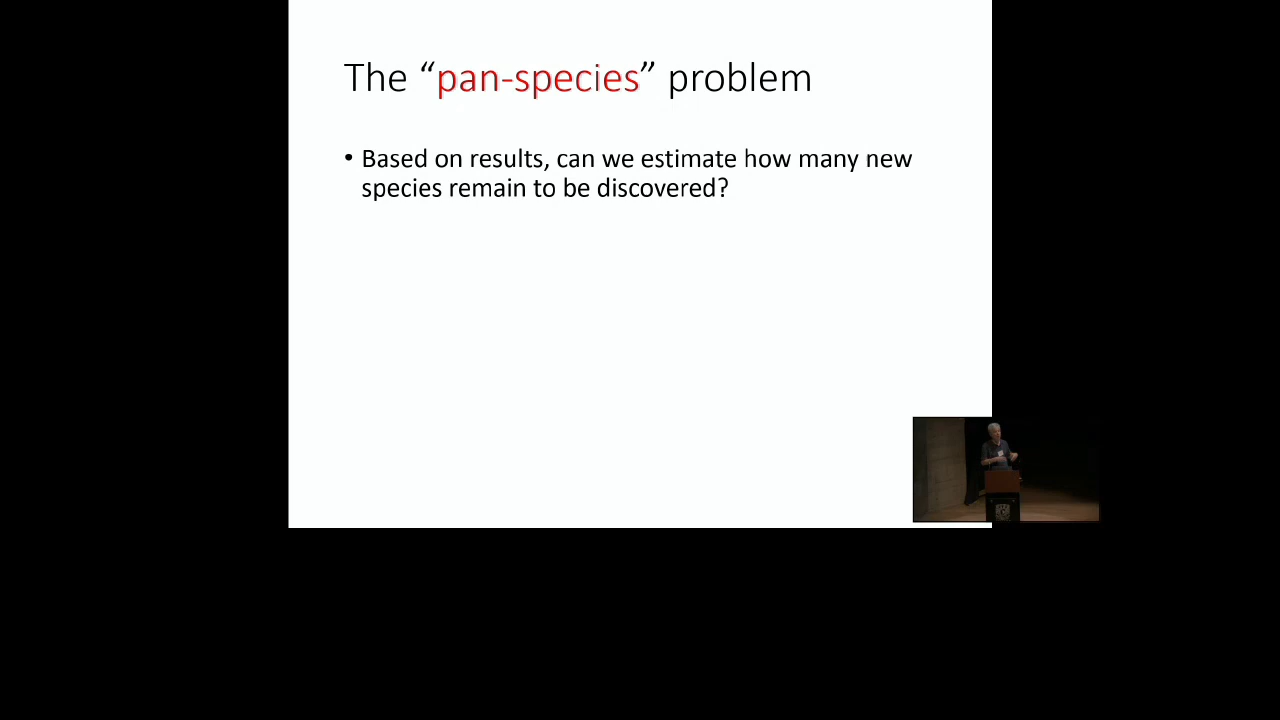 The “pan-species” problem
• Based on results, can we estimate how many new
species remain to be discovered?